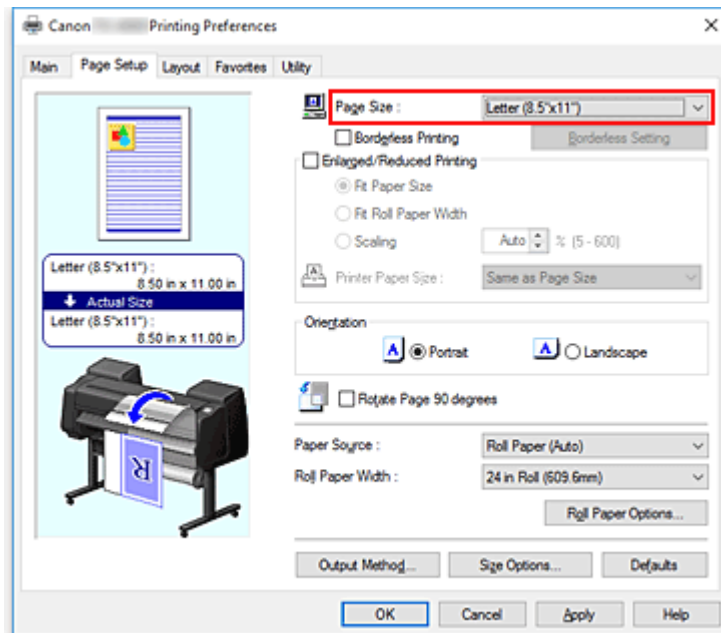 Canon Printing Preferences
Main Page Setup Layout Favorites Utility
Page Size : Letter (8.5"x11")
Borderless Printing Borderless Setting
Enlarged/Reduced Printing
Fit Paper Size
Fit Roll Paper Width
Scaling Auto % (5 - 600)
Printer Paper Size : Same as Page Size
Letter (8.5"x11") :
8.50 in x 11.00 in
Actual Size
Letter (8.5"x11") :
8.50 in x 11.00 in
Orientation
A Portrait A Landscape
Rotate Page 90 degrees
R
Paper Source : Roll Paper (Auto)
Roll Paper Width : 24 in Roll (609.6mm)
Roll Paper Options...
Output Method... Size Options... Defaults
OK Cancel Apply Help